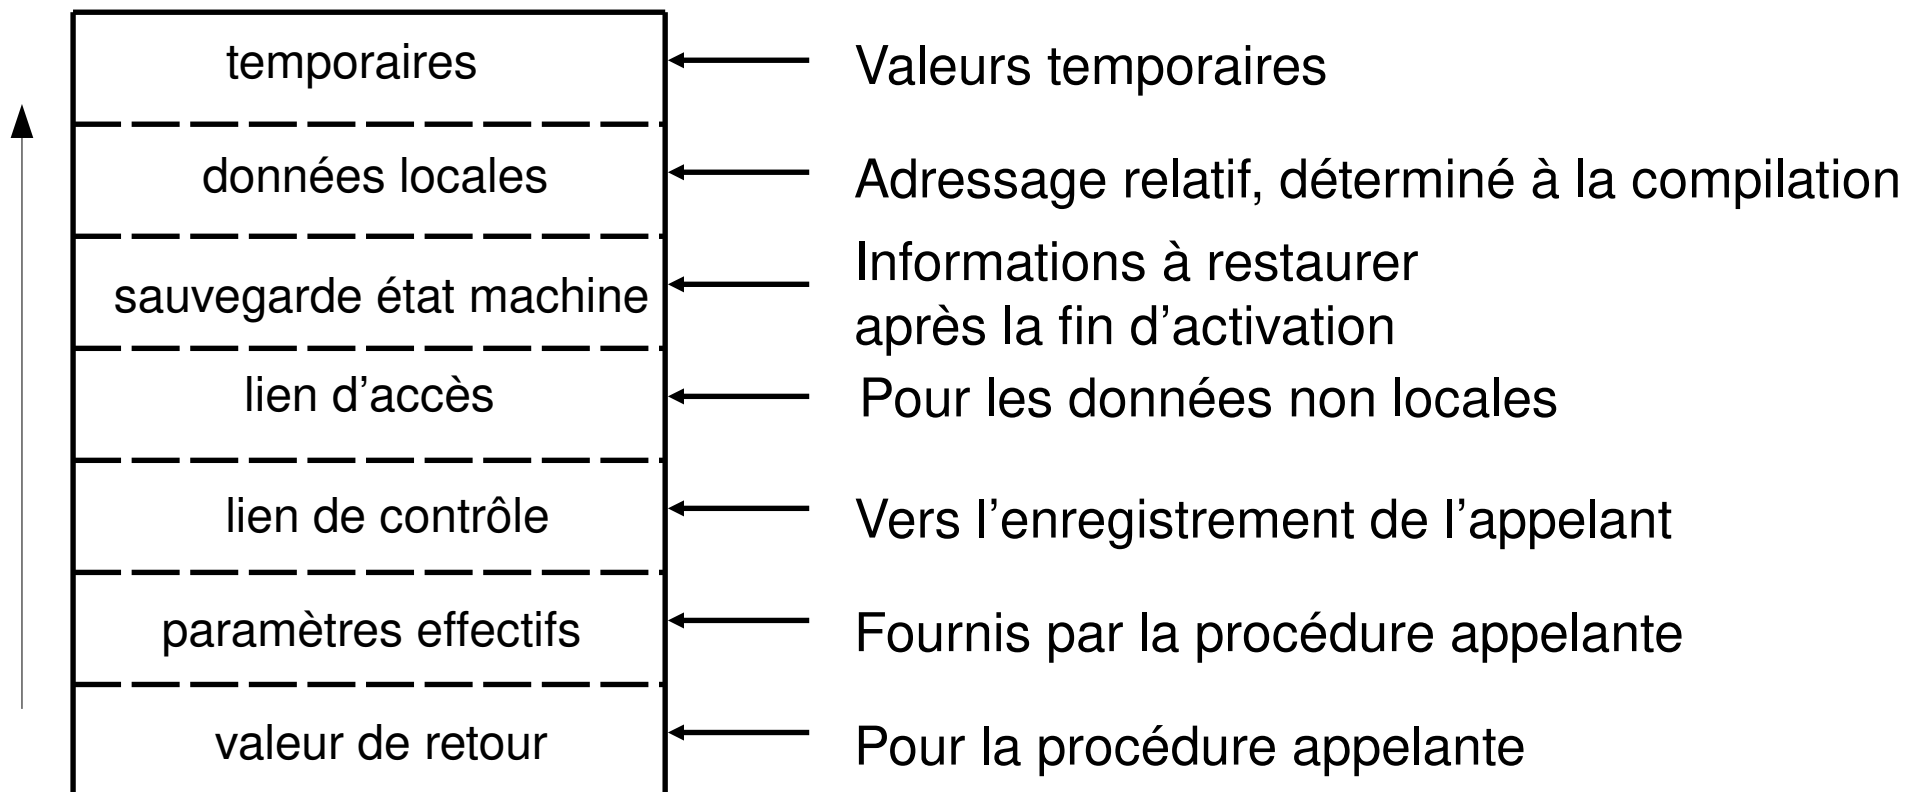 temporaires
Valeurs temporaires
données locales
Adressage relatif, déterminé à la compilation
sauvegarde état machine
Informations à restaurer
après la fin d’activation
lien d’accès
Pour les données non locales
lien de contrôle
Vers l’enregistrement de l’appelant
paramètres effectifs
Fournis par la procédure appelante
valeur de retour
Pour la procédure appelante